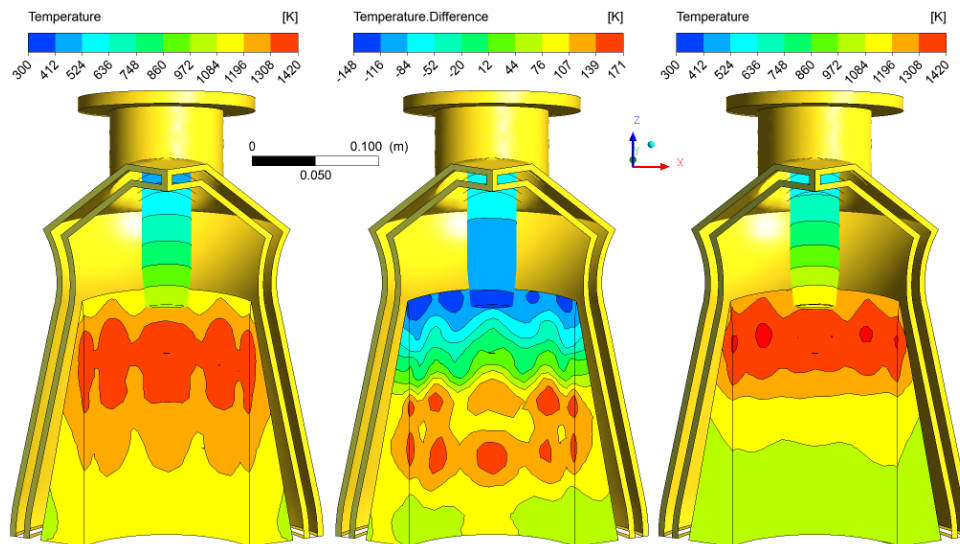 Temperature [K]
300 412 524 636 748 860 972 1084 1196 1308 1420
Temperature.Difference [K]
-148 -116 -84 -52 -20 12 44 76 107 139 171
Temperature [K]
300 412 524 636 748 860 972 1084 1196 1308 1420
0 0.100 (m)
0.050
Z
Y
X